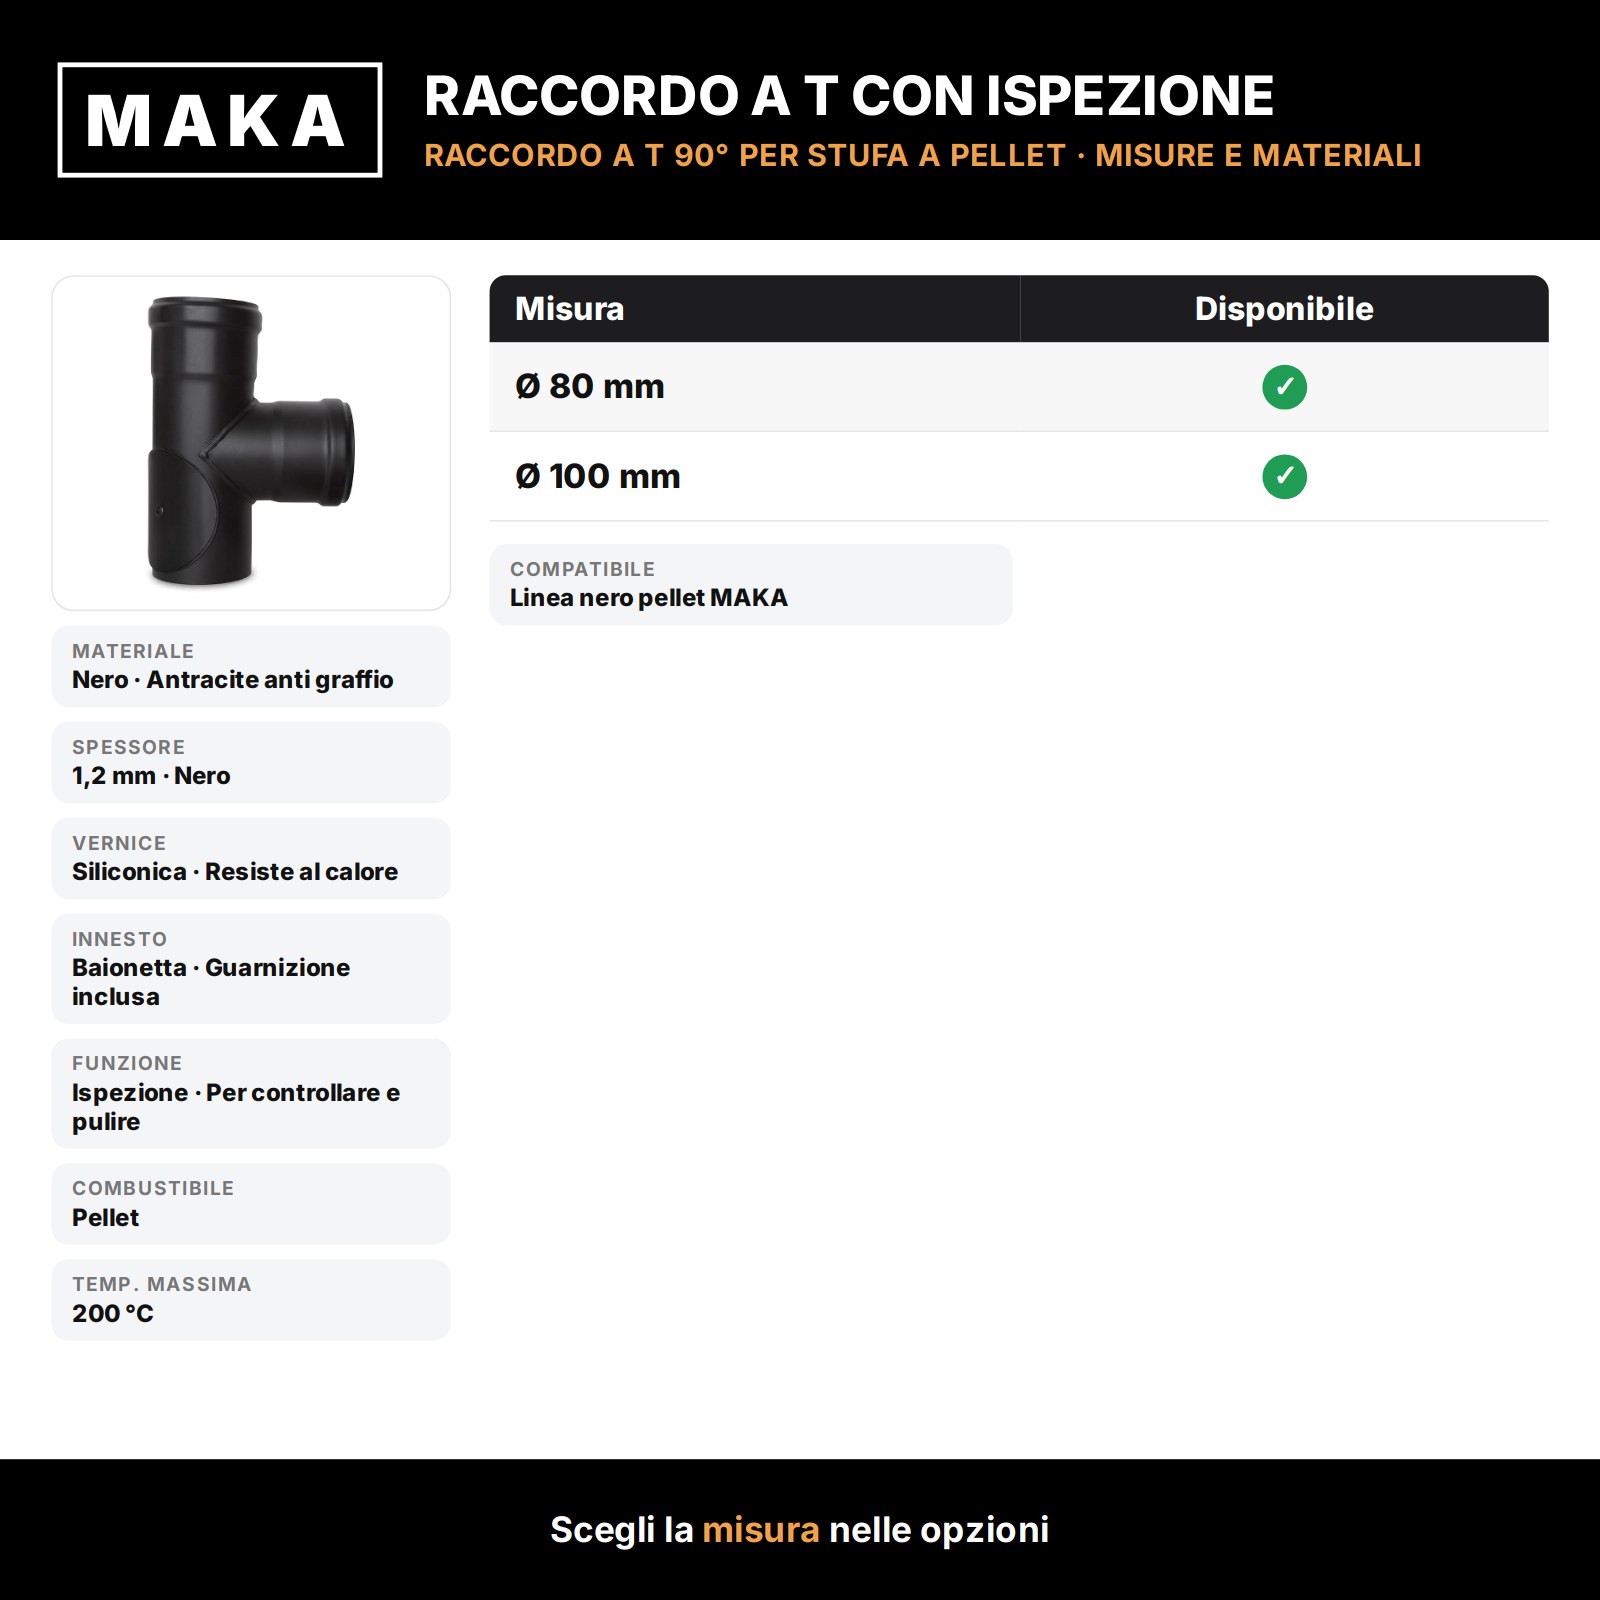 MAKA
RACCORDO A T CON ISPEZIONE
RACCORDO A T 90° PER STUFA A PELLET · MISURE E MATERIALI
Misura Disponibile
Ø 80 mm ✓
Ø 100 mm ✓
COMPATIBILE
Linea nero pellet MAKA
MATERIALE
Nero · Antracite anti graffio
SPESSORE
1,2 mm · Nero
VERNICE
Siliconica · Resiste al calore
INNESTO
Baionetta · Guarnizione
inclusa
FUNZIONE
Ispezione · Per controllare e
pulire
COMBUSTIBILE
Pellet
TEMP. MASSIMA
200 °C
Scegli la misura nelle opzioni